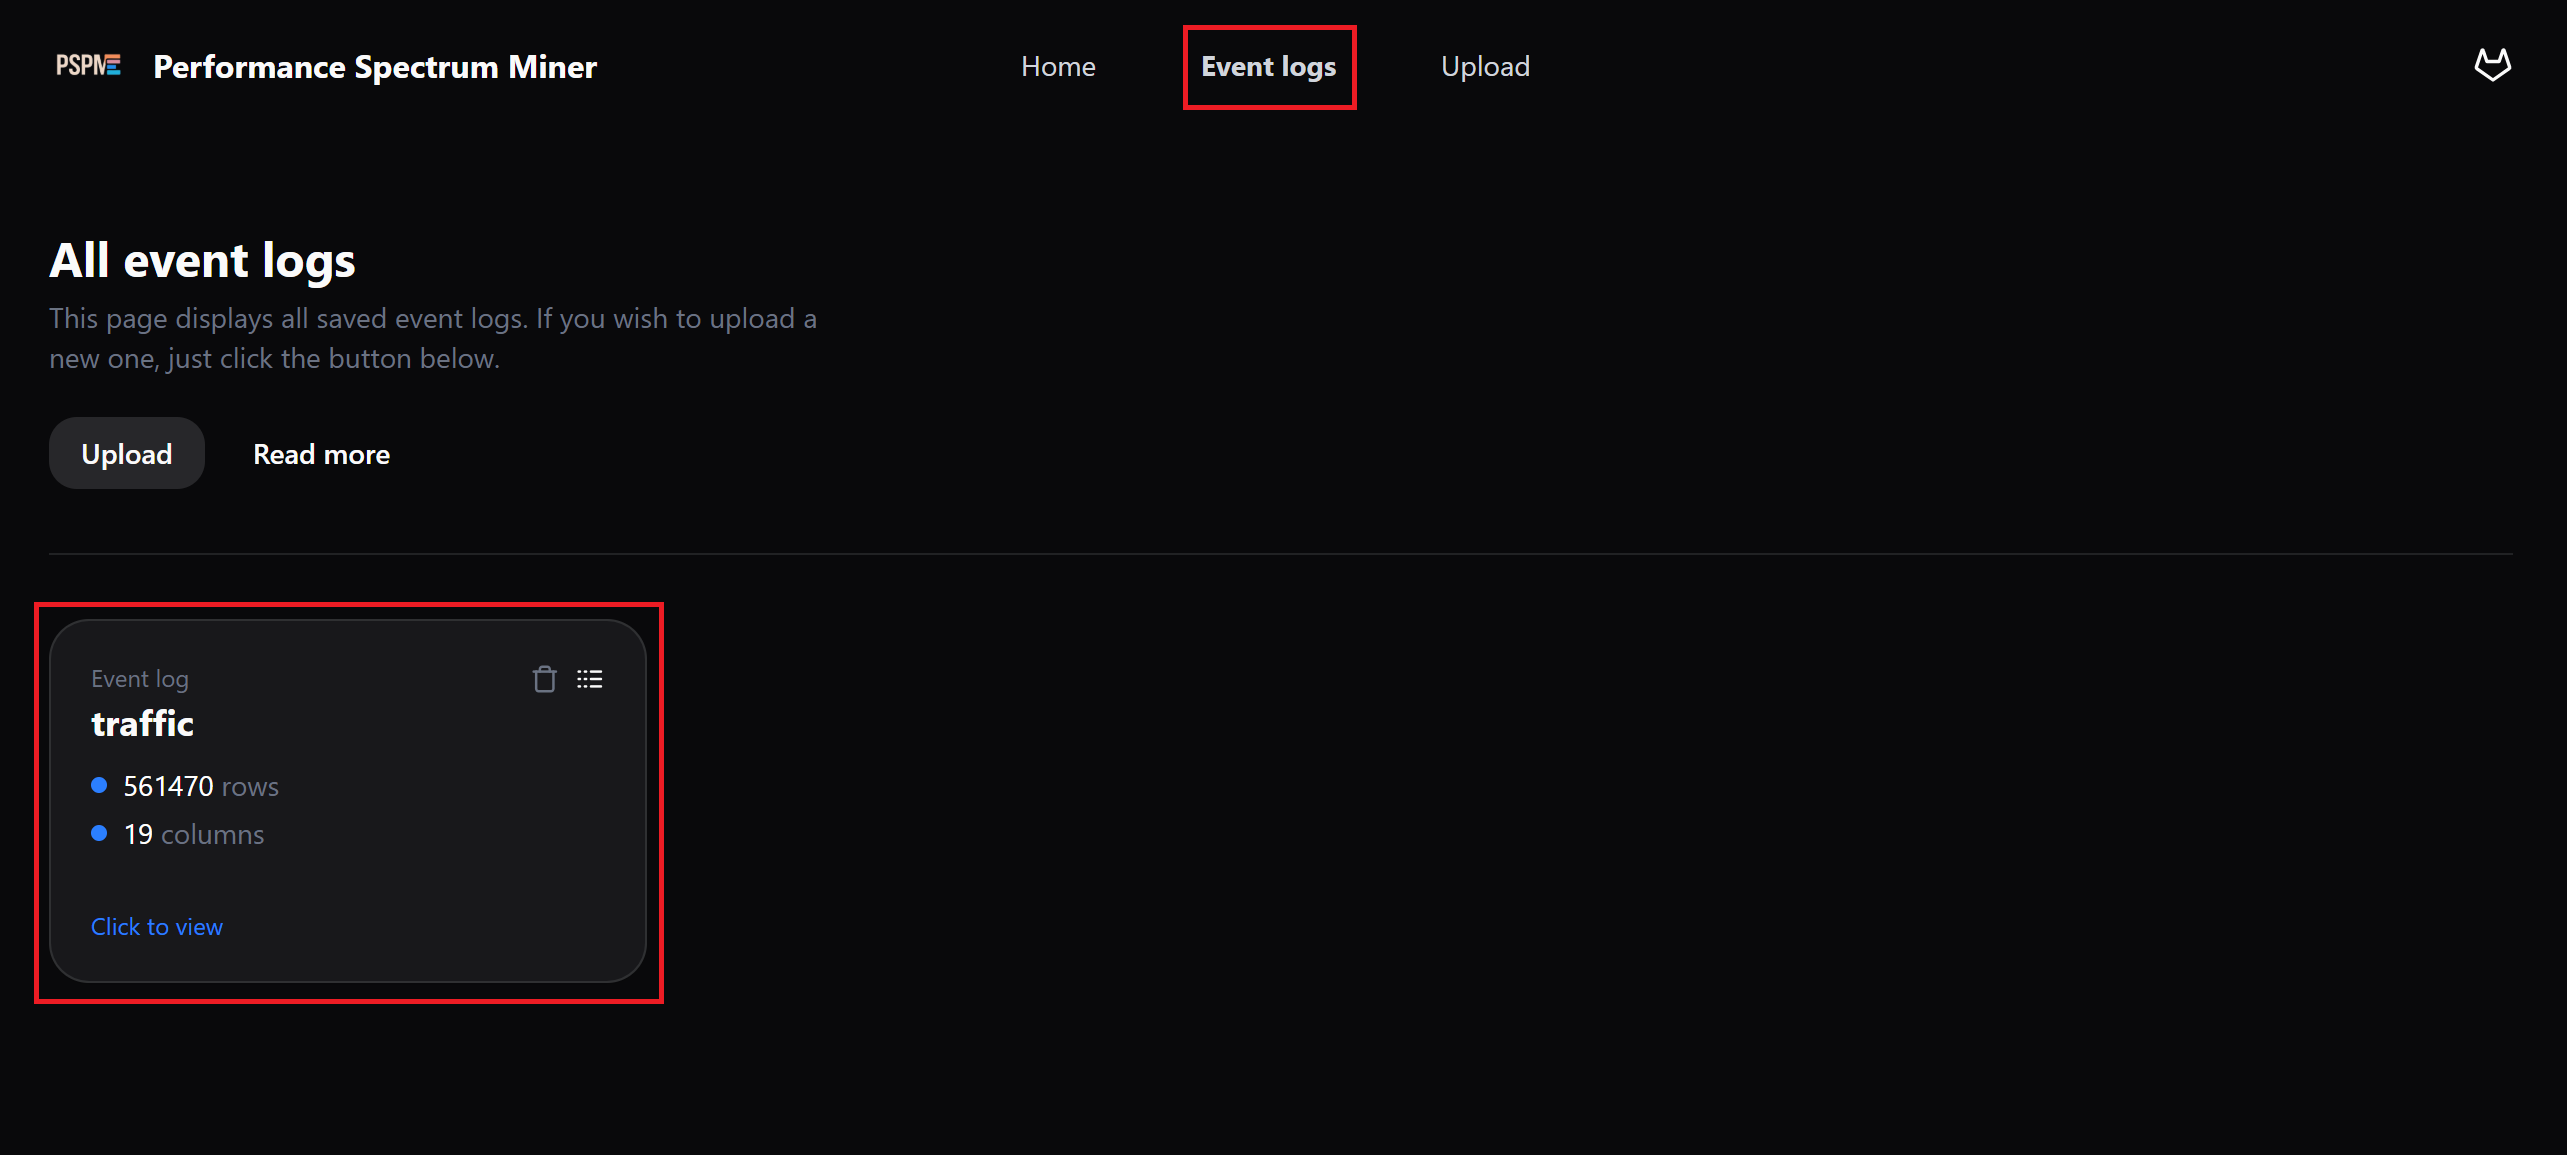 PSPM Performance Spectrum Miner Home Event logs Upload
All event logs
This page displays all saved event logs. If you wish to upload a
new one, just click the button below.
Upload Read more
Event log
traffic
561470 rows
19 columns
Click to view